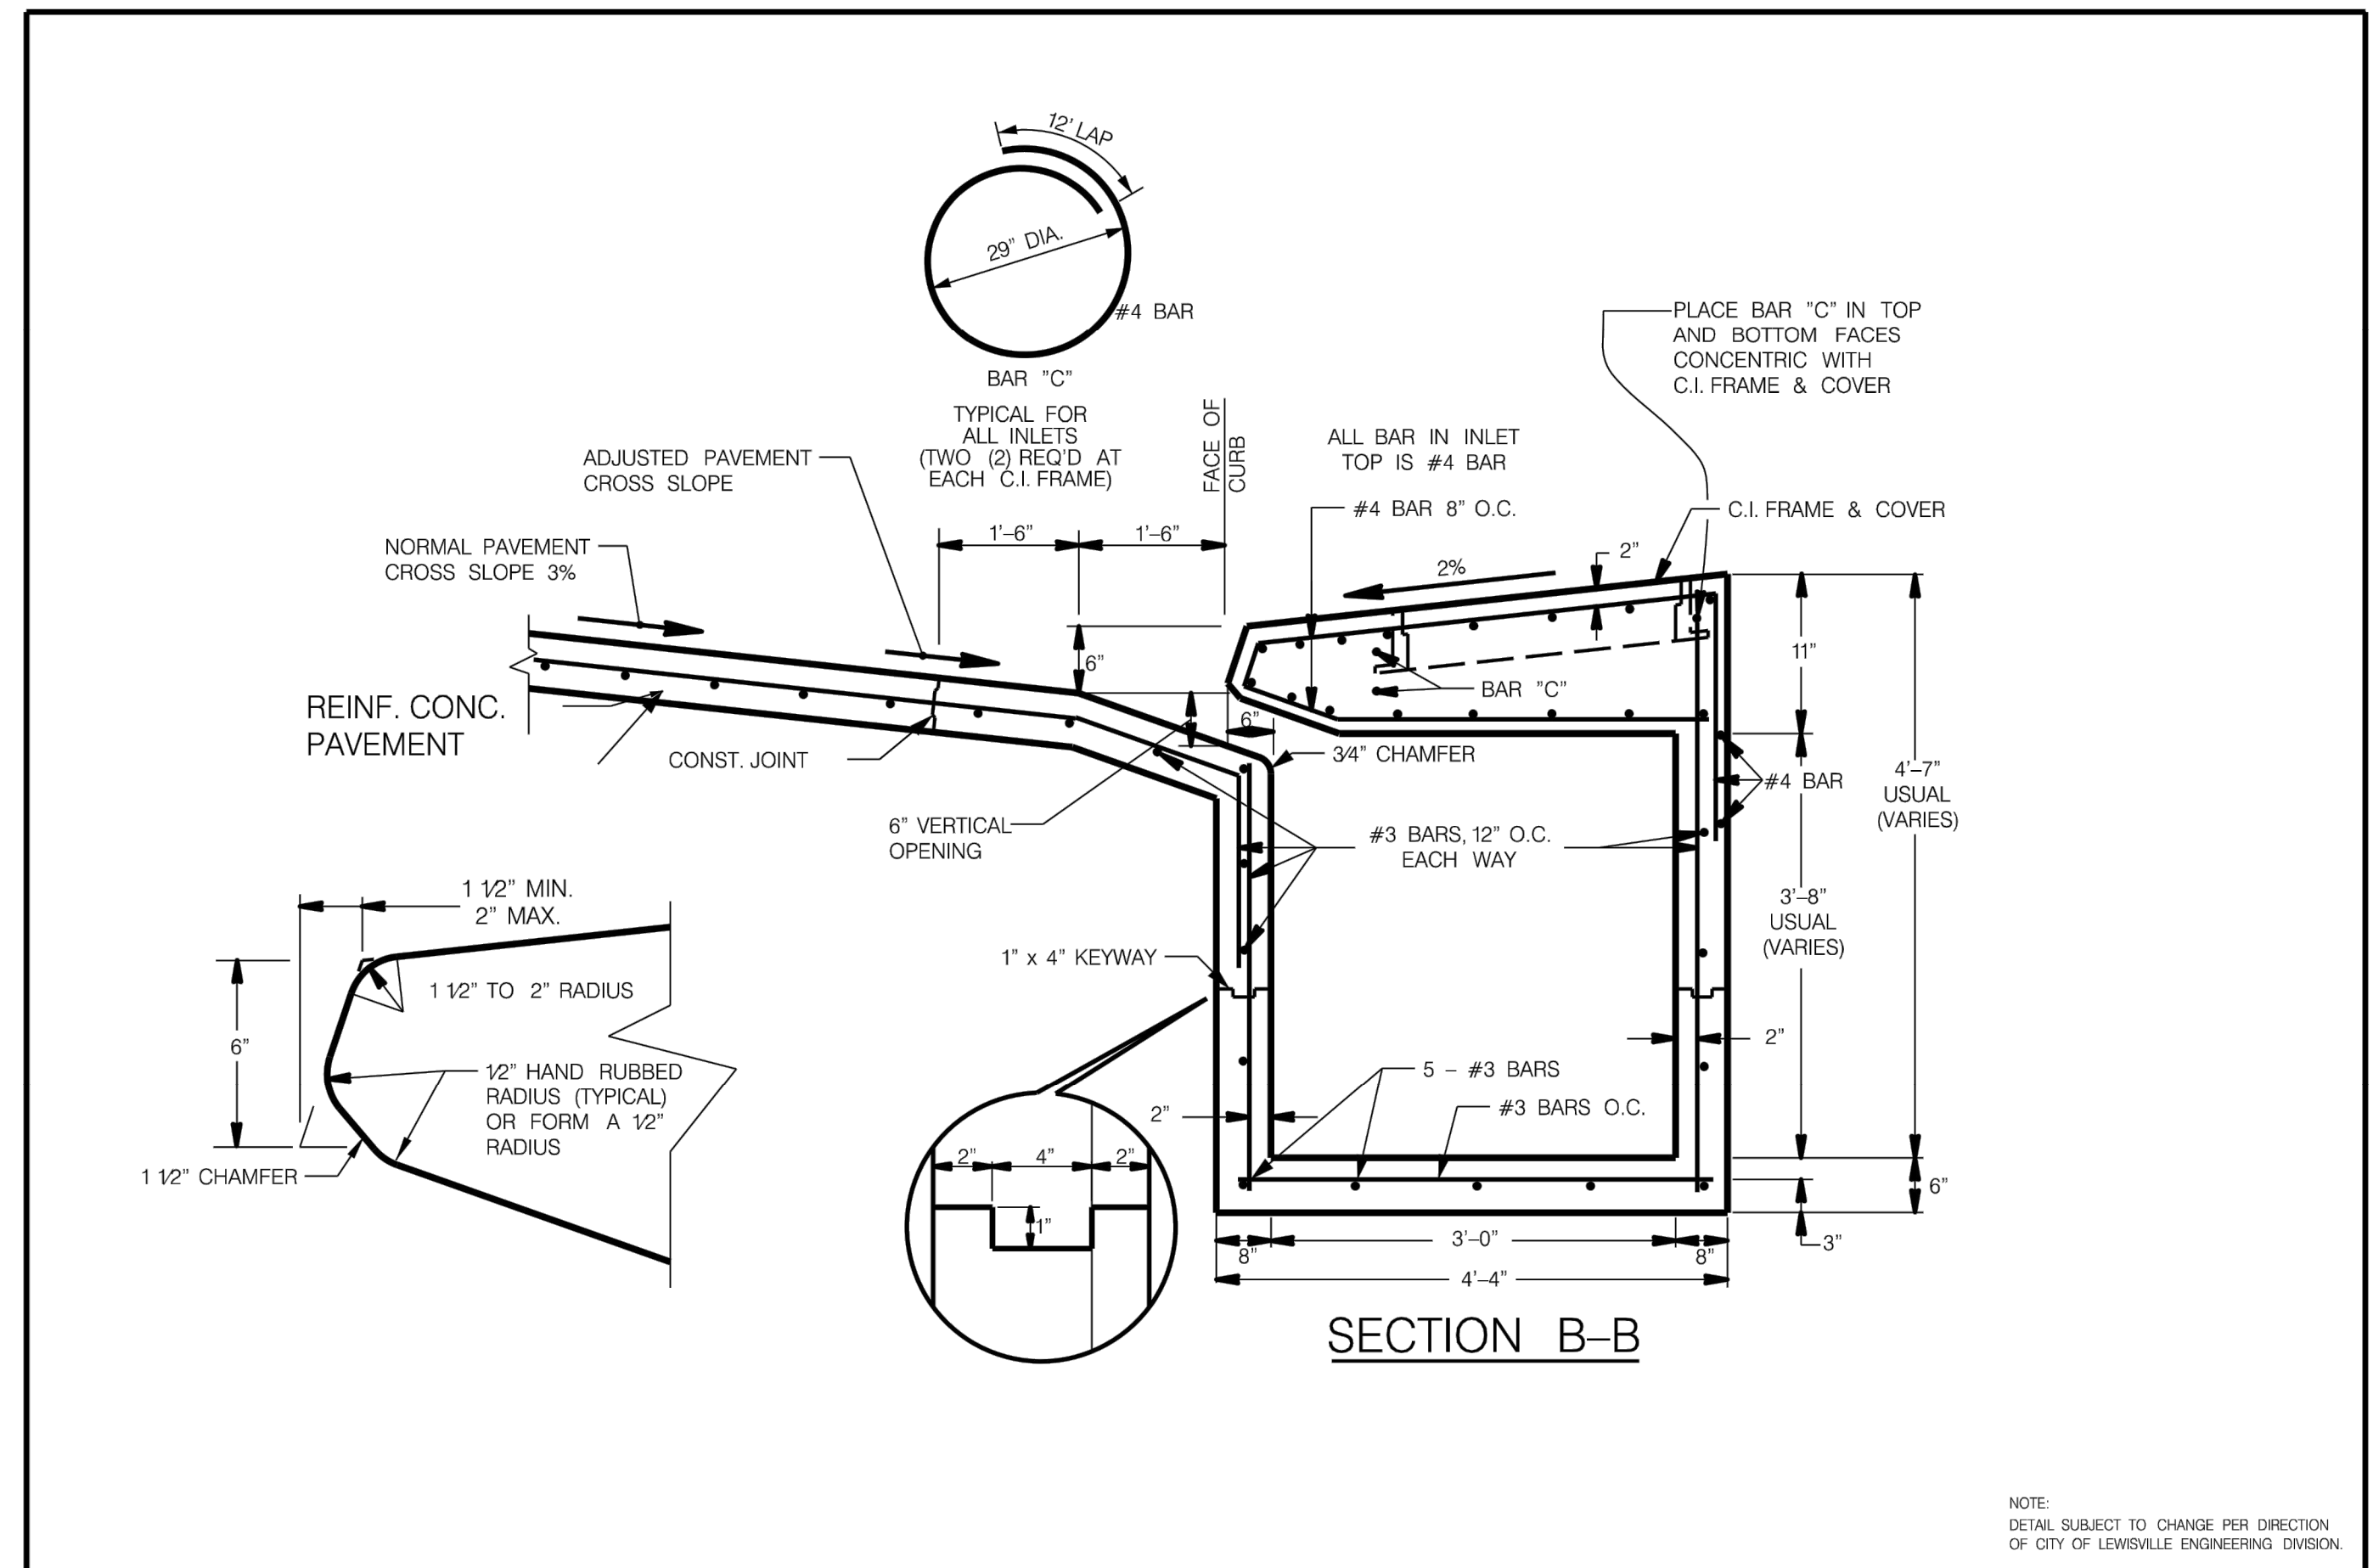 12' LAP
29” DIA.
#4 BAR
BAR ”C”
TYPICAL FOR
ALL INLETS
(TWO (2) REQ'D AT
EACH C.I. FRAME)
PLACE BAR ”C” IN TOP
AND BOTTOM FACES
CONCENTRIC WITH
C.I. FRAME & COVER
FACE OF
CURB
ALL BAR IN INLET
TOP IS #4 BAR
ADJUSTED PAVEMENT
CROSS SLOPE
#4 BAR 8” O.C.
C.I. FRAME & COVER
1'–6”
1'–6”
NORMAL PAVEMENT
CROSS SLOPE 3%
2”
2%
6”
11”
BAR ”C”
REINF. CONC.
PAVEMENT
6”
CONST. JOINT
3/4” CHAMFER
#4 BAR
4'–7”
USUAL
(VARIES)
6” VERTICAL
OPENING
#3 BARS, 12” O.C.
EACH WAY
1 1/2” MIN.
2” MAX.
3'–8”
USUAL
(VARIES)
1” x 4” KEYWAY
1 1/2” TO 2” RADIUS
6”
2”
1/2” HAND RUBBED
RADIUS (TYPICAL)
OR FORM A 1/2”
RADIUS
5 – #3 BARS
#3 BARS O.C.
2”
1 1/2” CHAMFER
2”
4”
2”
1”
6”
3”
8”
3'–0”
8”
4'–4”
SECTION B–B
NOTE:
DETAIL SUBJECT TO CHANGE PER DIRECTION
OF CITY OF LEWISVILLE ENGINEERING DIVISION.